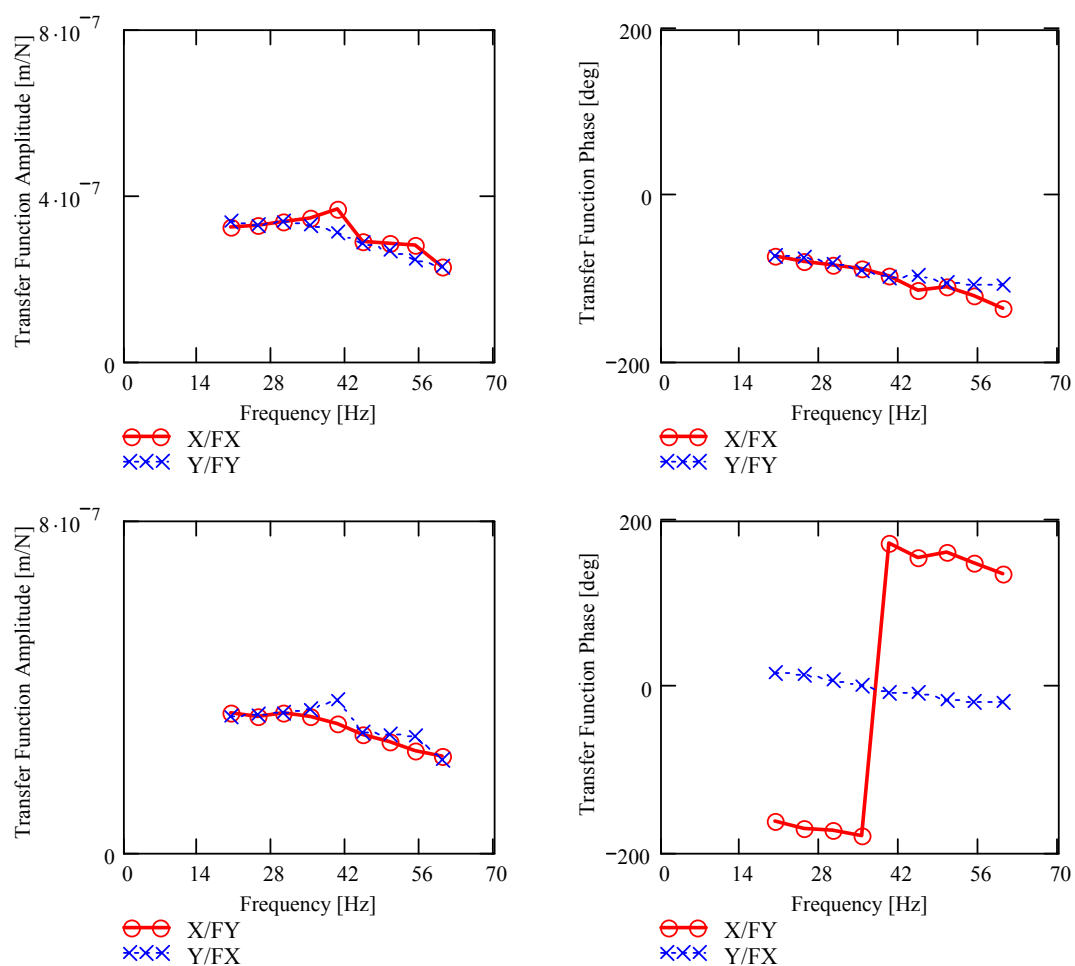 Transfer Function Amplitude [m/N]
8·10⁻⁷
4·10⁻⁷
0
0 14 28 42 56 70
Frequency [Hz]
X/FX
Y/FY
Transfer Function Phase [deg]
200
0
−200
0 14 28 42 56 70
Frequency [Hz]
X/FX
Y/FY
Transfer Function Amplitude [m/N]
8·10⁻⁷
0
0 14 28 42 56 70
Frequency [Hz]
X/FY
Y/FX
Transfer Function Phase [deg]
200
0
−200
0 14 28 42 56 70
Frequency [Hz]
X/FY
Y/FX